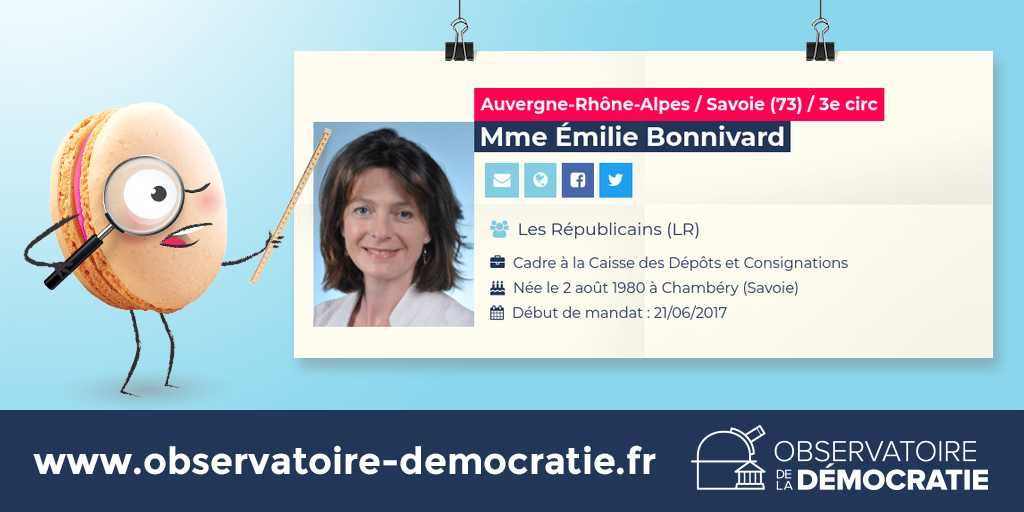 Auvergne-Rhône-Alpes / Savoie (73) / 3e circ
Mme Émilie Bonnivard
Les Républicains (LR)
Cadre à la Caisse des Dépôts et Consignations
Née le 2 août 1980 à Chambéry (Savoie)
Début de mandat : 21/06/2017
www.observatoire-democratie.fr
OBSERVATOIRE
DE LA DÉMOCRATIE